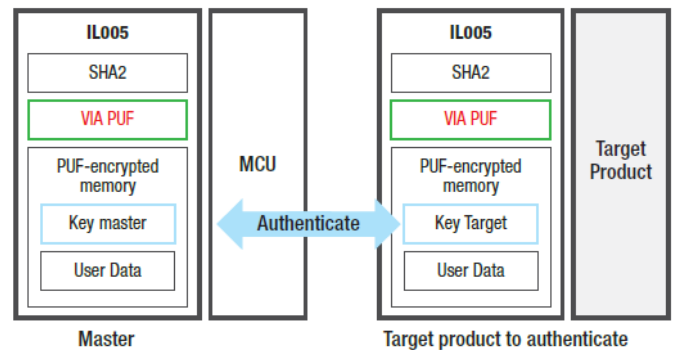 IL005
SHA2
VIA PUF
PUF-encrypted
memory
Key master
User Data
MCU
Authenticate
IL005
SHA2
VIA PUF
PUF-encrypted
memory
Key Target
User Data
Target
Product
Master
Target product to authenticate